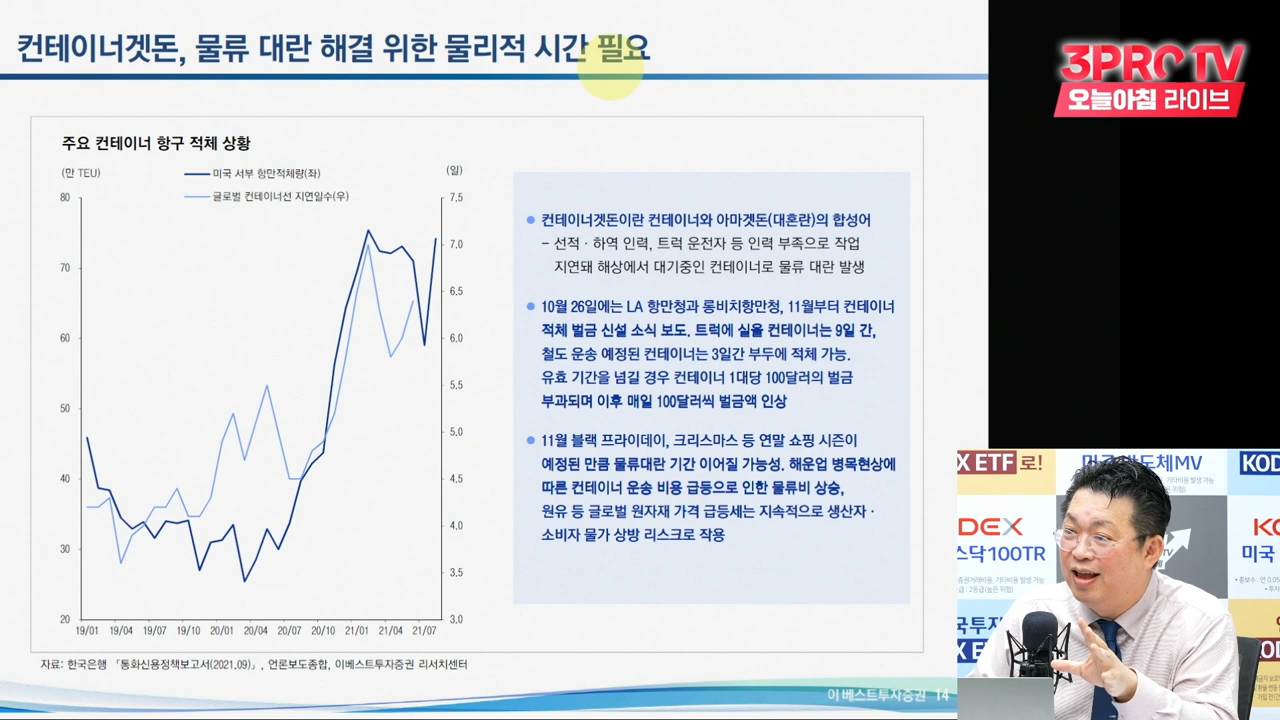 컨테이너겟돈, 물류 대란 해결 위한 물리적 시간 필요
3PROTV
오늘아침 라이브
주요 컨테이너 항구 적체 상황
(만 TEU)
미국 서부 항만적체량(좌)
(일)
글로벌 컨테이너선 지연일수(우)
80
70
60
50
40
30
20
7.5
7.0
6.5
6.0
5.5
5.0
4.5
4.0
3.5
3.0
19/01 19/04 19/07 19/10 20/01 20/04 20/07 20/10 21/01 21/04 21/07
컨테이너겟돈이란 컨테이너와 아마겟돈(대혼란)의 합성어
- 선적·하역 인력, 트럭 운전자 등 인력 부족으로 작업
지연돼 해상에서 대기중인 컨테이너로 물류 대란 발생
10월 26일에는 LA 항만청과 롱비치항만청, 11월부터 컨테이너
적체 벌금 신설 소식 보도. 트럭에 실을 컨테이너는 9일 간,
철도 운송 예정된 컨테이너는 3일간 부두에 적체 가능.
유효 기간을 넘길 경우 컨테이너 1대당 100달러의 벌금
부과되며 이후 매일 100달러씩 벌금액 인상
11월 블랙 프라이데이, 크리스마스 등 연말 쇼핑 시즌이
예정된 만큼 물류대란 기간 이어질 가능성. 해운업 병목현상에
따른 컨테이너 운송 비용 급등으로 인한 물류비 상승,
원유 등 글로벌 원자재 가격 급등세는 지속적으로 생산자·
소비자 물가 상방 리스크로 작용
자료: 한국은행 「통화신용정책보고서(2021.09)」, 언론보도종합, 이베스트투자증권 리서치센터
이베스트투자증권 14
X ETF로!
KOD
DEX
스닥100TR
미국
국투자
X ETF